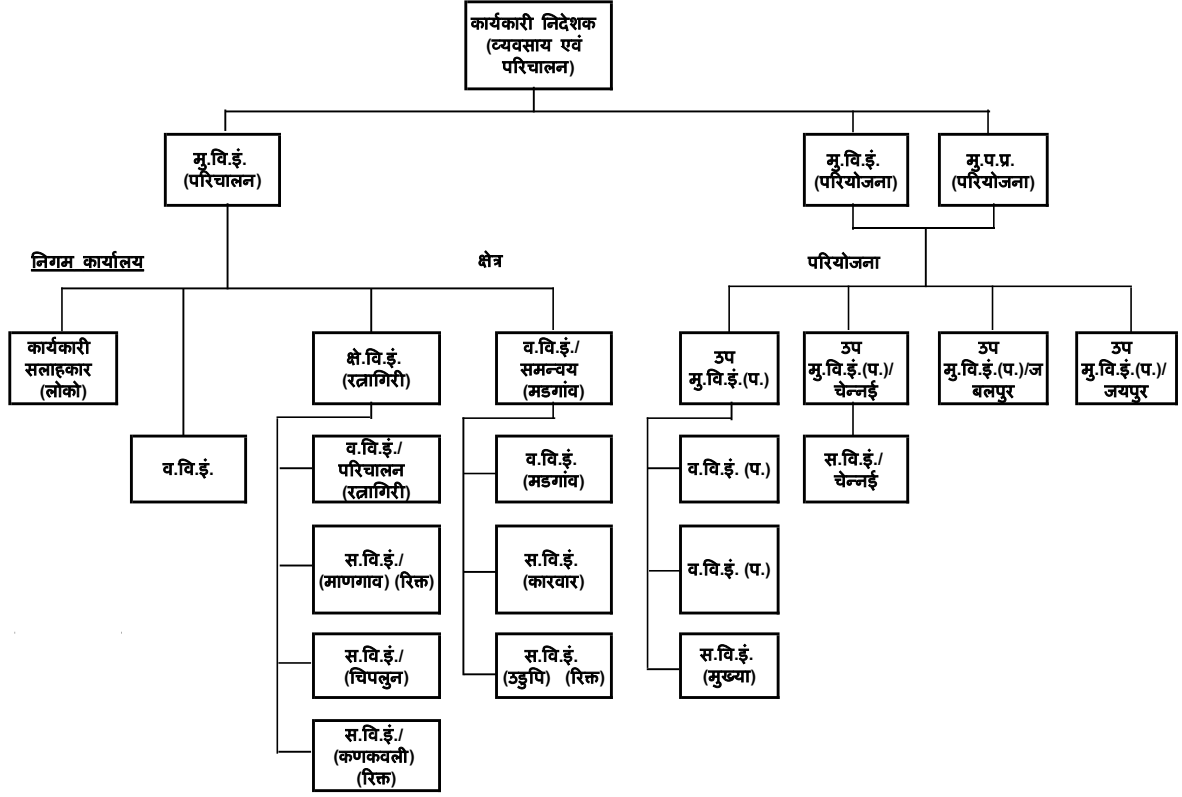 कार्यकारी निदेशक
(व्यवसाय एवं
परिचालन)
मु.वि.इं.
(परिचालन)
मु.वि.इं.
(परियोजना)
मु.प.प्र.
(परियोजना)
निगम कार्यालय
क्षेत्र
परियोजना
कार्यकारी
सलाहकार
(लोको)
व.वि.इं.
क्षे.वि.इं.
(रत्नागिरी)
व.वि.इं./
परिचालन
(रत्नागिरी)
स.वि.इं./
(माणगाव) (रिक्त)
स.वि.इं./
(चिपलुन)
स.वि.इं./
(कणकवली)
(रिक्त)
व.वि.इं./
समन्वय
(मडगांव)
व.वि.इं.
(मडगांव)
स.वि.इं.
(कारवार)
स.वि.इं.
(उडुपि) (रिक्त)
उप
मु.वि.इं.(प.)
व.वि.इं. (प.)
व.वि.इं. (प.)
स.वि.इं.
(मुख्या)
उप
मु.वि.इं.(प.)/
चेन्नई
स.वि.इं./
चेन्नई
उप
मु.वि.इं.(प.)/ज
बलपुर
उप
मु.वि.इं.(प.)/
जयपुर